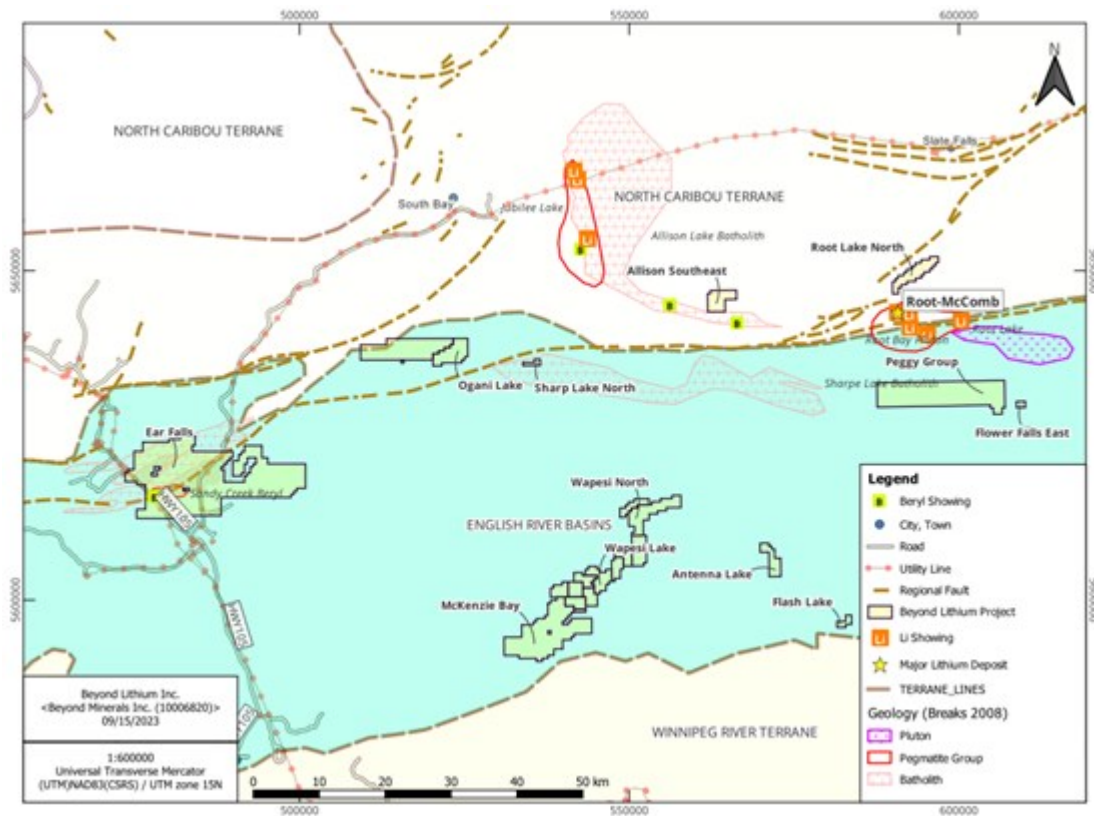 500000
550000
600000
N
NORTH CARIBOU TERRANE
Slate Falls
NORTH CARIBOU TERRANE
South Bay
Jubilee Lake
Allison Lake Batholith
Root Lake North
5650000
Allison Southeast
Root-McComb
Root Lake
Peggy Group
Ogani Lake
Sharp Lake North
Sharpe Lake Batholith
Flower Falls East
Ear Falls
Sandy Creek Beryl
HWY105
Wapesi North
ENGLISH RIVER BASINS
Wapesi Lake
Antenna Lake
5600000
McKenzie Bay
Flash Lake
HWY105
WINNIPEG RIVER TERRANE
Legend
B Beryl Showing
City, Town
Road
Utility Line
Regional Fault
Beyond Lithium Project
Li Li Showing
Major Lithium Deposit
TERRANE_LINES
Geology (Breaks 2008)
Pluton
Pegmatite Group
Batholith
Beyond Lithium Inc.
<Beyond Minerals Inc. (10006820)>
09/15/2023
1:600000
Universal Transverse Mercator
(UTM)NAD83(CSRS) / UTM zone 15N
0 10 20 30 40 50 km
500000
550000
600000